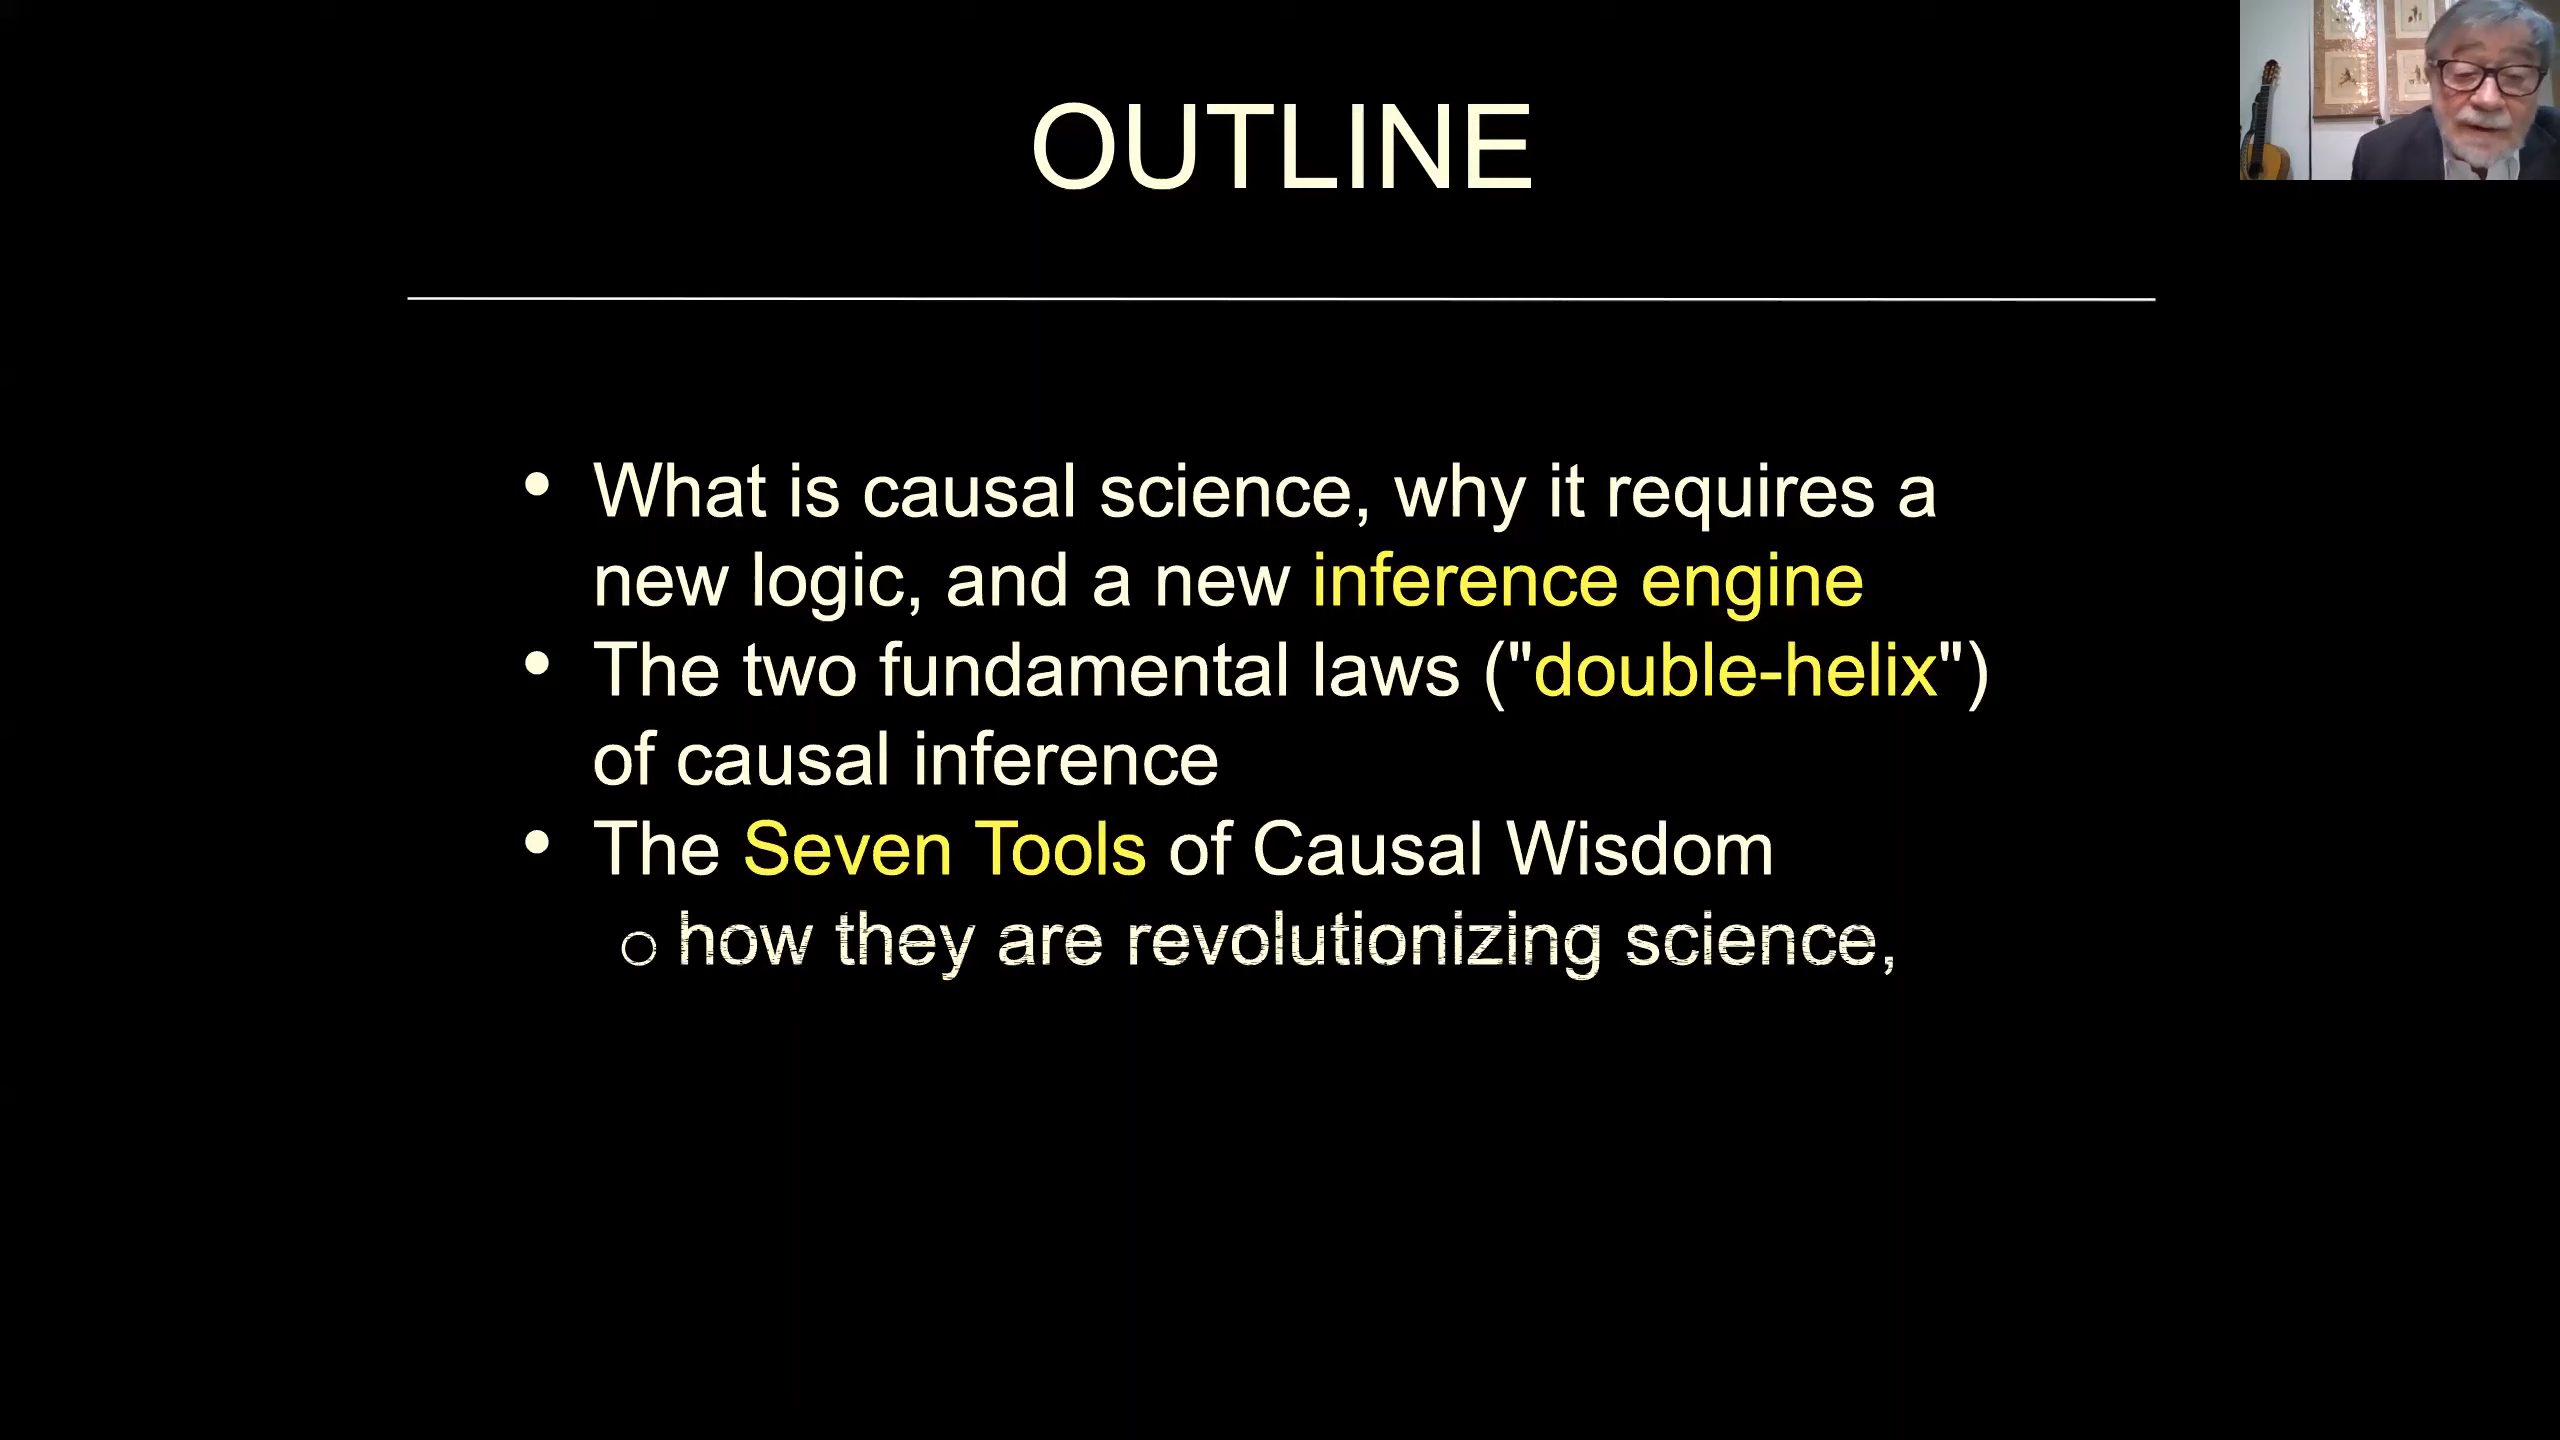 OUTLINE
• What is causal science, why it requires a
new logic, and a new inference engine
• The two fundamental laws ("double-helix")
of causal inference
• The Seven Tools of Causal Wisdom
o how they are revolutionizing science,